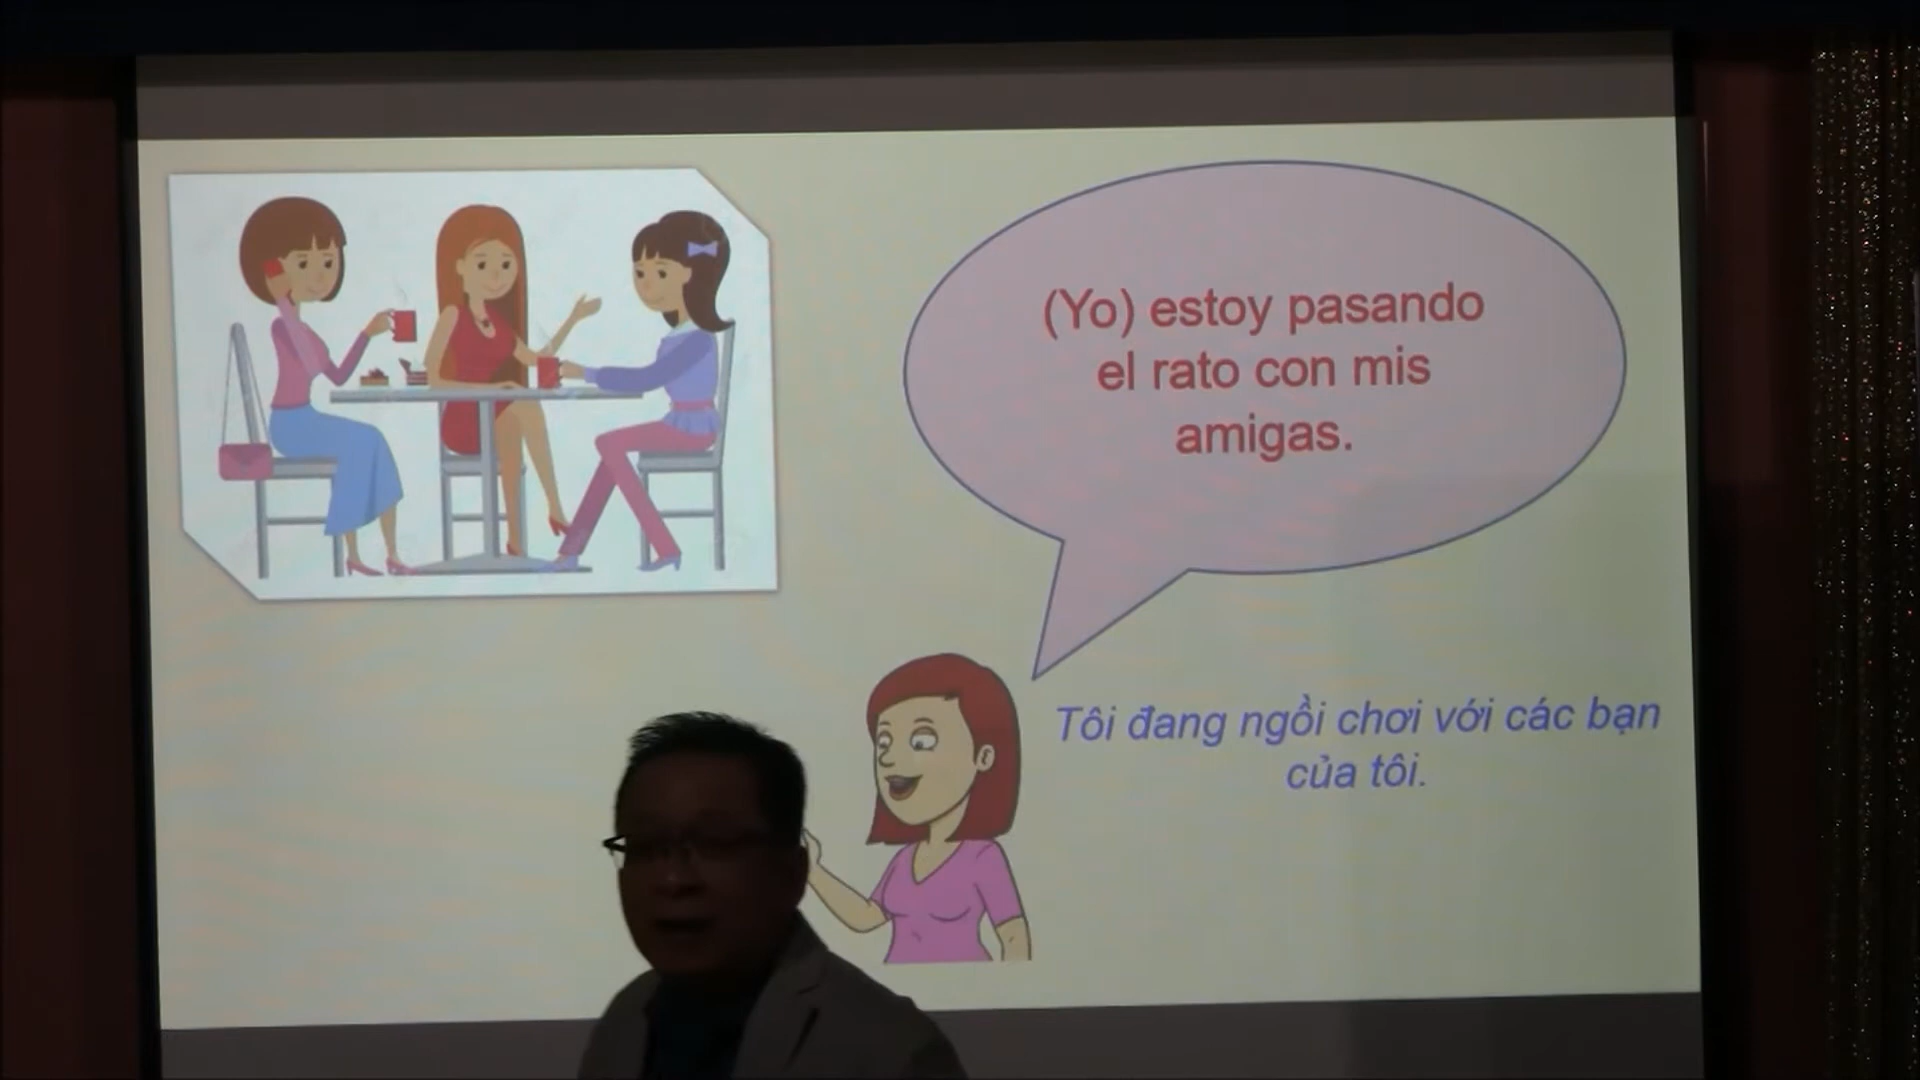 (Yo) estoy pasando
el rato con mis
amigas.
Tôi đang ngồi chơi với các bạn
của tôi.